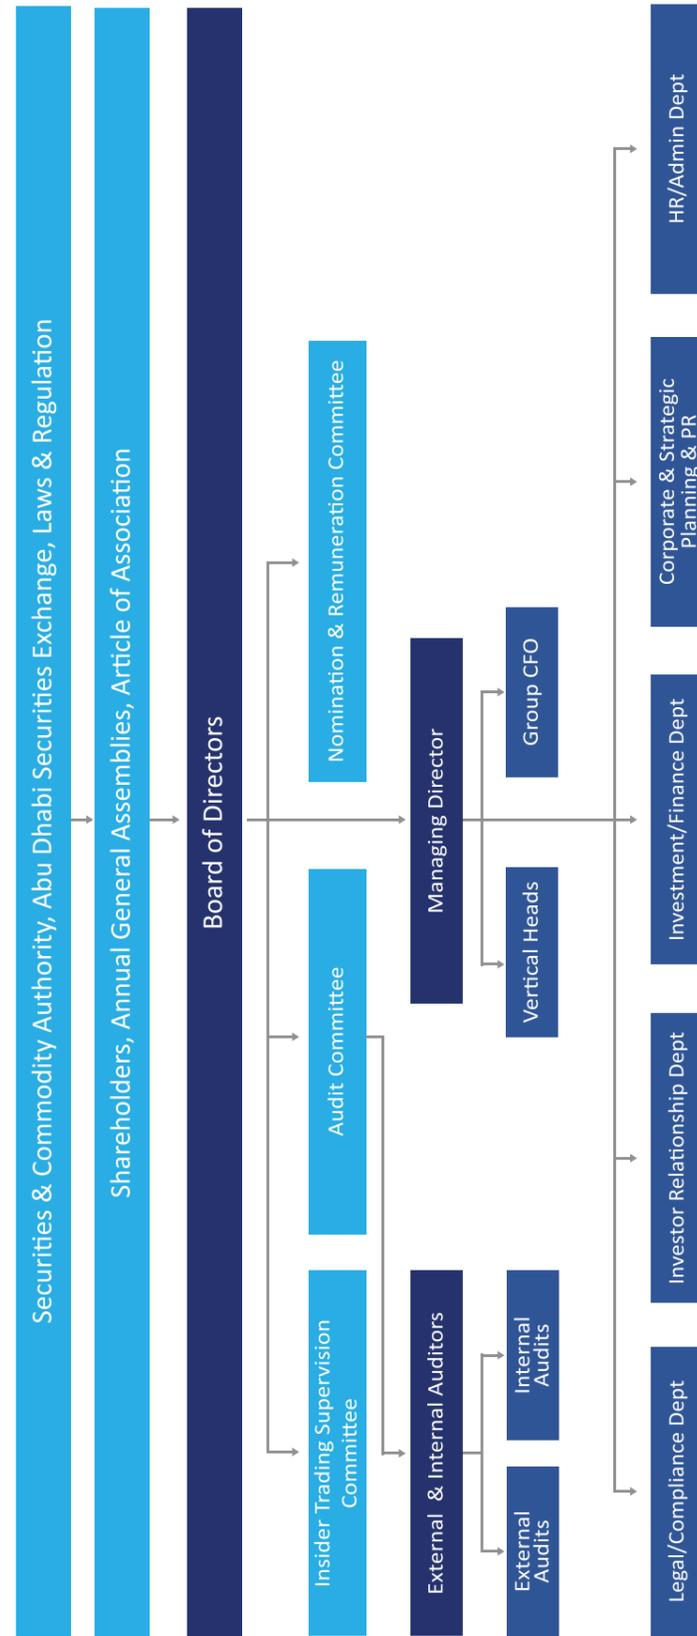 Securities & Commodity Authority, Abu Dhabi Securities Exchange, Laws & Regulation
Shareholders, Annual General Assemblies, Article of Association
Board of Directors
Insider Trading Supervision
Committee
Audit Committee
Nomination & Remuneration Committee
External & Internal Auditors
Managing Director
External
Audits
Internal
Audits
Vertical Heads
Group CFO
Legal/Compliance Dept
Investor Relationship Dept
Investment/Finance Dept
Corporate & Strategic
Planning & PR
HR/Admin Dept